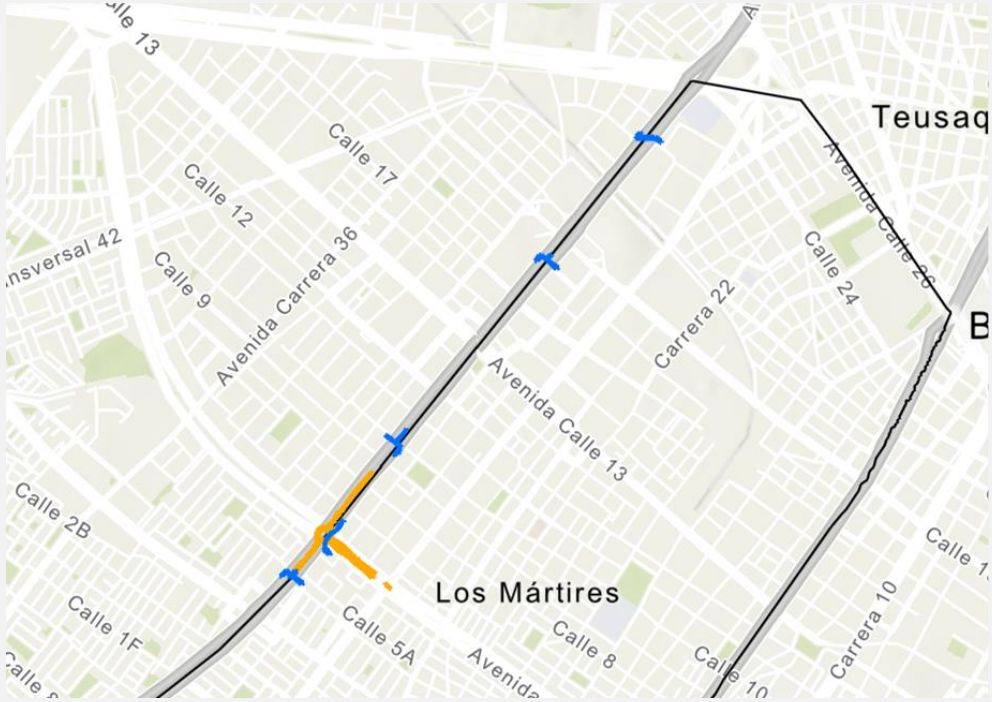 Calle 13
Teusaq
Calle 17
Calle 12
Avenida Calle 26
nsversal 42
Calle 9
Calle 24
Avenida Carrera 36
Carrera 22
B
Avenida Calle 13
Calle 2B
Calle 1
Los Mártires
Carrera 10
Calle 1F
Calle 5A
Calle 8
Avenida
Calle 10
Calle 8